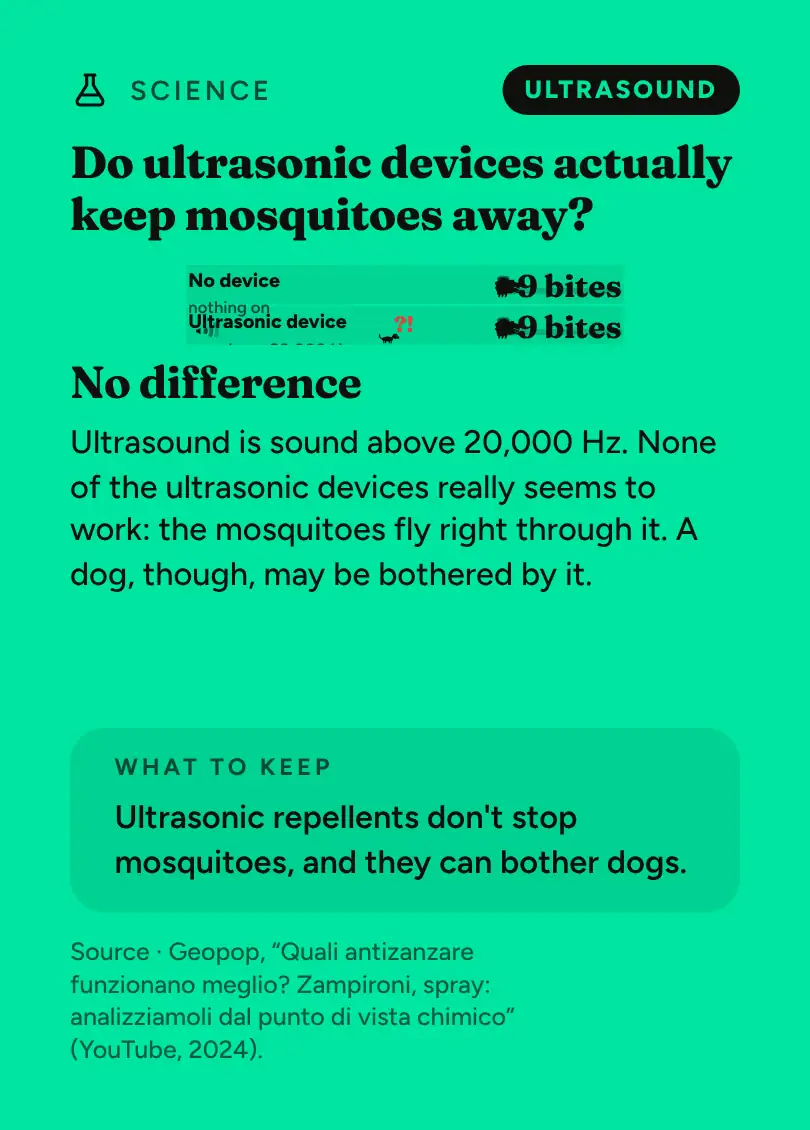 SCIENCE
ULTRASOUND
Do ultrasonic devices actually
keep mosquitoes away?
No device
9 bites
nothing on
Ultrasonic device
?!
9 bites
No difference
Ultrasound is sound above 20,000 Hz. None
of the ultrasonic devices really seems to
work: the mosquitoes fly right through it. A
dog, though, may be bothered by it.
WHAT TO KEEP
Ultrasonic repellents don't stop
mosquitoes, and they can bother dogs.
Source · Geopop, “Quali antizanzare
funzionano meglio? Zampironi, spray:
analizziamoli dal punto di vista chimico”
(YouTube, 2024).